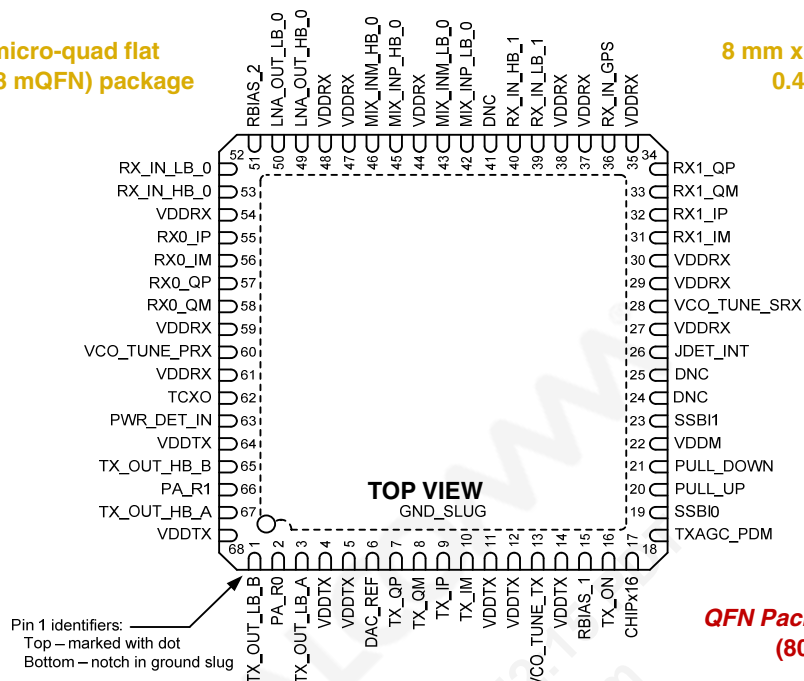 micro-quad flat
8 mQFN) package
8 mm x
0.4
RBIAS_2
LNA_OUT_LB_0
LNA_OUT_HB_0
VDDRX
VDDRX
MIX_INM_HB_0
MIX_INP_HB_0
VDDRX
MIX_INM_LB_0
MIX_INP_LB_0
DNC
RX_IN_HB_1
RX_IN_LB_1
VDDRX
VDDRX
RX_IN_GPS
VDDRX
51 50 49 48 47 46 45 44 43 42 41 40 39 38 37 36 35
RX_IN_LB_0 52
RX_IN_HB_0 53
VDDRX 54
RX0_IP 55
RX0_IM 56
RX0_QP 57
RX0_QM 58
VDDRX 59
VCO_TUNE_PRX 60
VDDRX 61
TCXO 62
PWR_DET_IN 63
VDDTX 64
TX_OUT_HB_B 65
PA_R1 66
TX_OUT_HB_A 67
VDDTX 68
34 RX1_QP
33 RX1_QM
32 RX1_IP
31 RX1_IM
30 VDDRX
29 VDDRX
28 VCO_TUNE_SRX
27 VDDRX
26 JDET_INT
25 DNC
24 DNC
23 SSBI1
22 VDDM
21 PULL_DOWN
20 PULL_UP
19 SSBI0
18 TXAGC_PDM
TOP VIEW
GND_SLUG
1 2 3 4 5 6 7 8 9 10 11 12 13 14 15 16 17
TX_OUT_LB_B
PA_R0
TX_OUT_LB_A
VDDTX
VDDTX
DAC_REF
TX_QP
TX_QM
TX_IP
TX_IM
VDDTX
VDDTX
VCO_TUNE_TX
VDDTX
RBIAS_1
TX_ON
CHIPx16
Pin 1 identifiers:
Top – marked with dot
Bottom – notch in ground slug
QFN Pac
(80